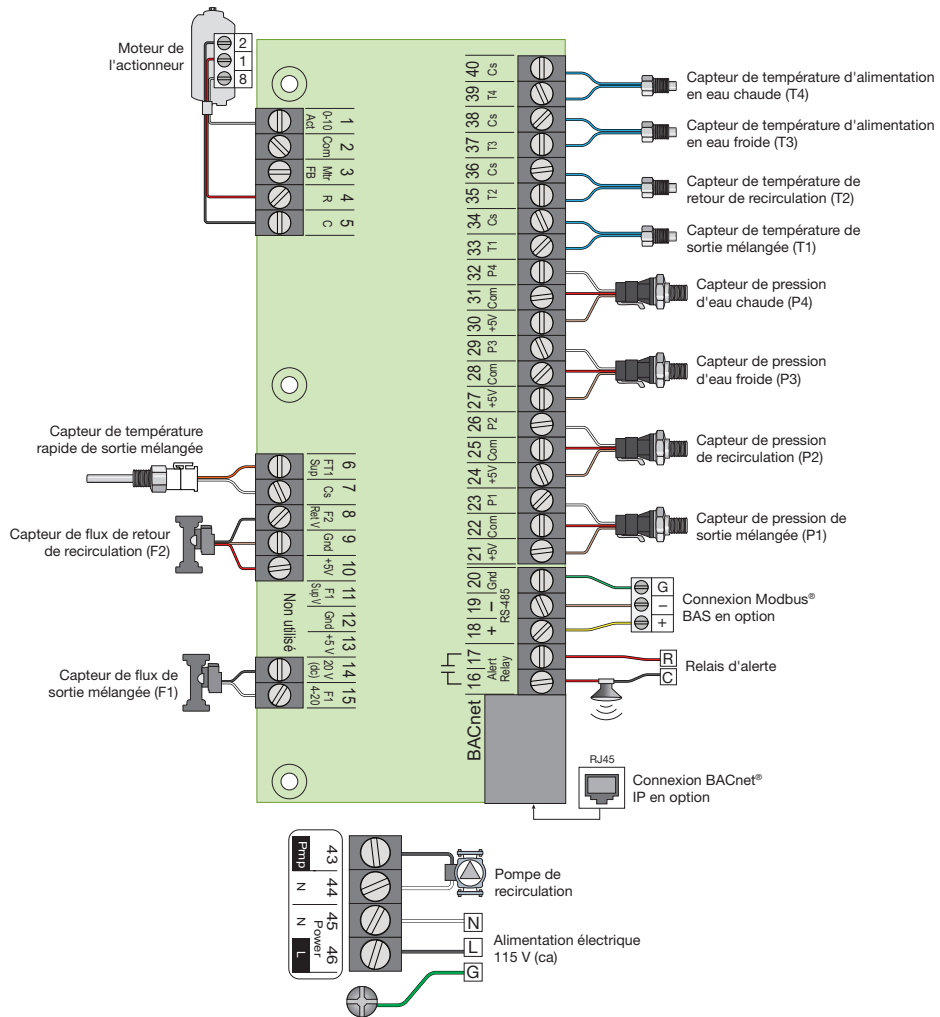 Moteur de
l'actionneur
2
1
8
1 0-10 Act
2 Com
3 Mtr FB
4 R
5 C
Capteur de température
rapide de sortie mélangée
6 FT1 Sup
7 Cs
Capteur de flux de retour
de recirculation (F2)
8 F2 Ret V
9 Gnd
10 +5V
11 F1 Sup V
12 Gnd
13 +5 V
Non utilisé
Capteur de flux de
sortie mélangée (F1)
14 20 V (dc)
15 F1 4-20
40 Cs
39 T4
Capteur de température d'alimentation
en eau chaude (T4)
38 Cs
37 T3
Capteur de température d'alimentation
en eau froide (T3)
36 Cs
35 T2
Capteur de température de
retour de recirculation (T2)
34 Cs
33 T1
Capteur de température de
sortie mélangée (T1)
32 P4
31 Com
30 +5V
Capteur de pression
d'eau chaude (P4)
29 P3
28 Com
27 +5V
Capteur de pression
d'eau froide (P3)
26 P2
25 Com
24 +5V
Capteur de pression
de recirculation (P2)
23 P1
22 Com
21 +5V
Capteur de pression de
sortie mélangée (P1)
20 Gnd
19 –
18 +
RS-485
G
–
+
Connexion Modbus®
BAS en option
17
16
Alert
Relay
R
C
Relais d'alerte
BACnet
RJ45
Connexion BACnet®
IP en option
43 Pmp
44 N
45 N
46 L
Power
Pompe de
recirculation
N
L
G
Alimentation électrique
115 V (ca)